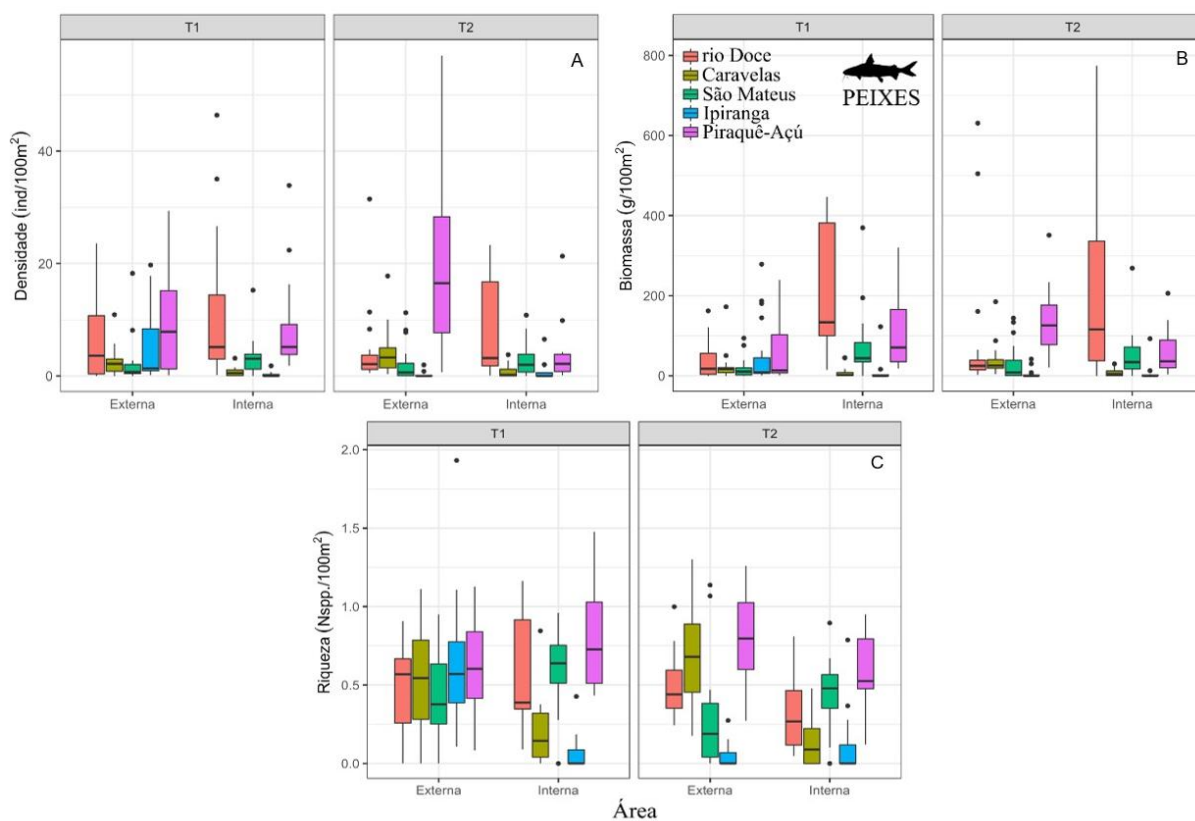 T1
T2
A
Densidade (ind/100m²)
40
20
0
Externa
Interna
Externa
Interna
T1
T2
B
Biomassa (g/100m²)
800
600
400
200
0
rio Doce
Caravelas
São Mateus
Ipiranga
Piraquê-Açú
PEIXES
Externa
Interna
Externa
Interna
T1
T2
C
Riqueza (Nspp./100m²)
2.0
1.5
1.0
0.5
0.0
Externa
Interna
Externa
Interna
Área